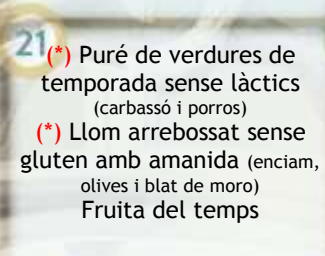 21
(*) Puré de verdures de
temporada sense làctics
(carbassó i porros)
(*) Llom arrebossat sense
gluten amb amanida (enciam,
olives i blat de moro)
Fruita del temps